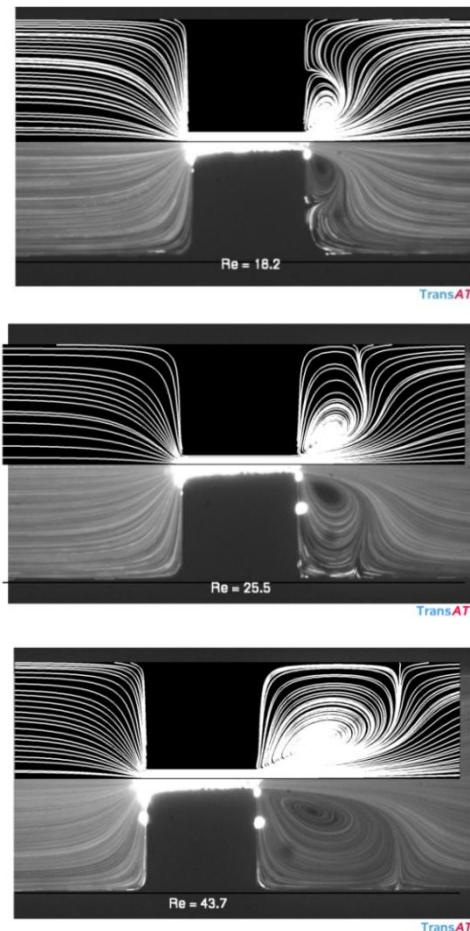 Re = 18.2
TransAT
Re = 25.5
TransAT
Re = 43.7
TransAT